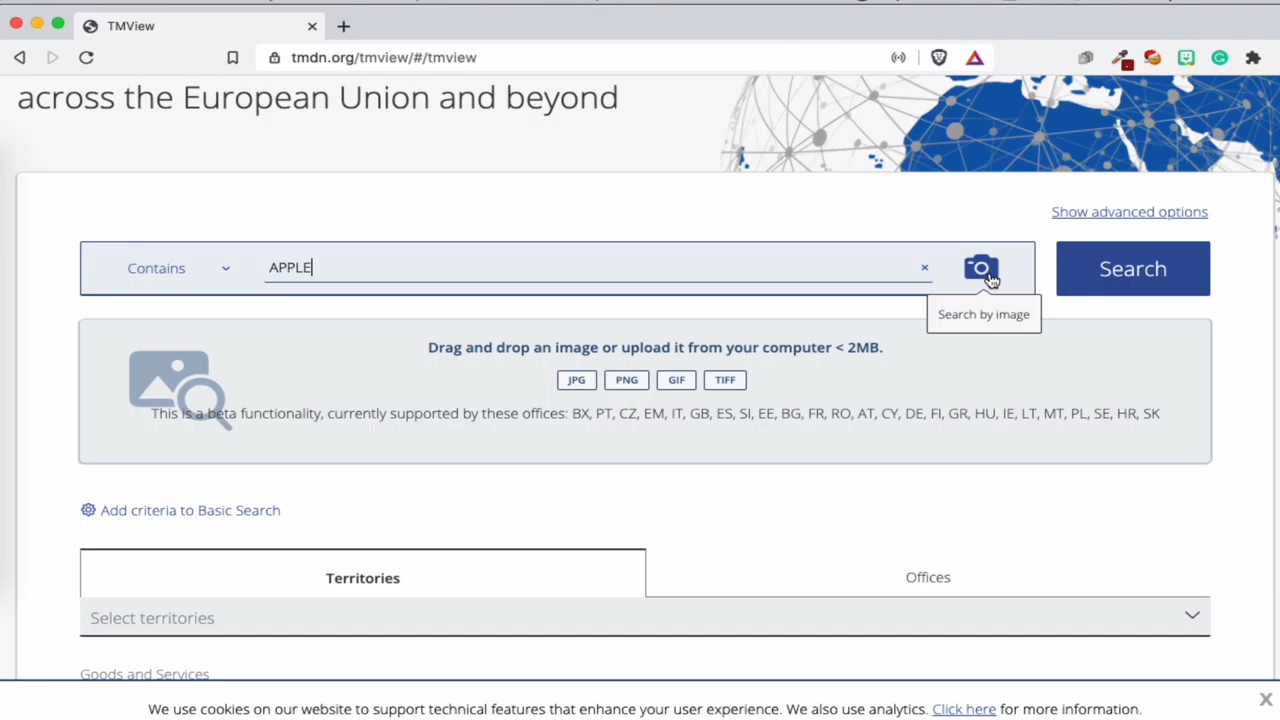 TMView
tmdn.org/tmview/#/tmview
across the European Union and beyond
Show advanced options
Contains APPLE Search
Search by image
Drag and drop an image or upload it from your computer < 2MB.
JPG PNG GIF TIFF
This is a beta functionality, currently supported by these offices: BX, PT, CZ, EM, IT, GB, ES, SI, EE, BG, FR, RO, AT, CY, DE, FI, GR, HU, IE, LT, MT, PL, SE, HR, SK
Add criteria to Basic Search
Territories Offices
Select territories
Goods and Services
We use cookies on our website to support technical features that enhance your user experience. We also use analytics. Click here for more information.